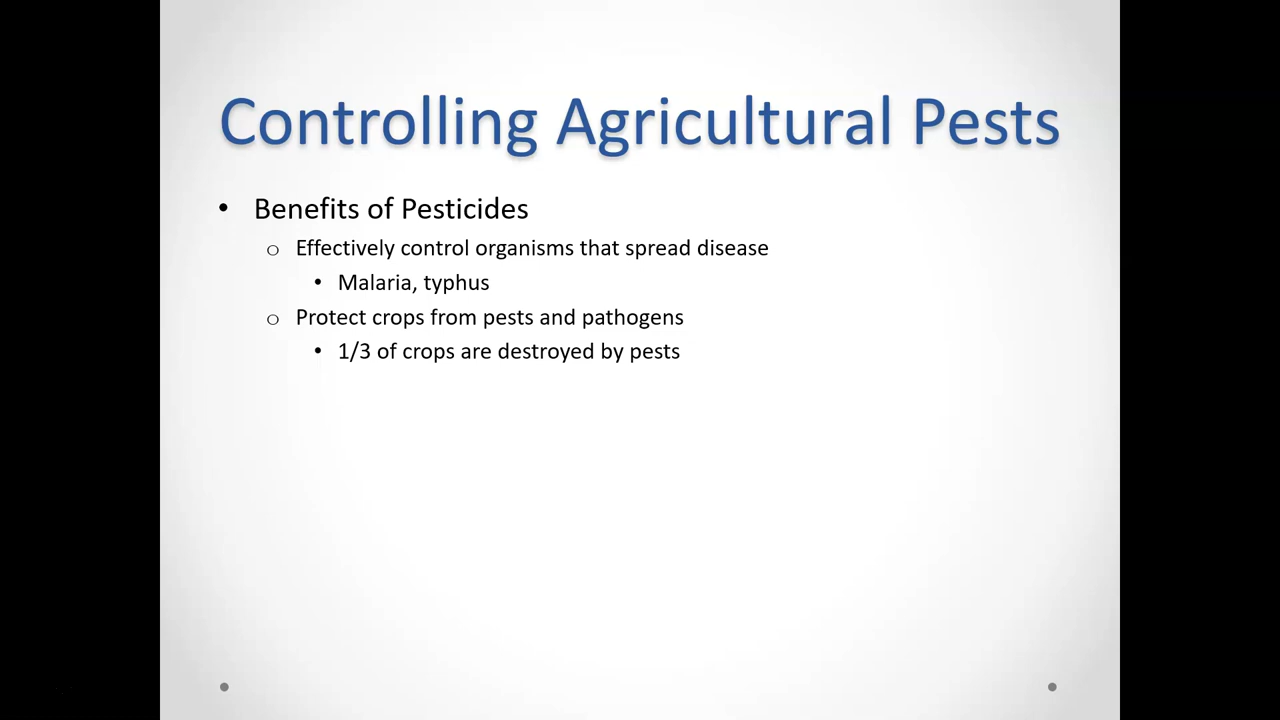 Controlling Agricultural Pests
• Benefits of Pesticides
o Effectively control organisms that spread disease
• Malaria, typhus
o Protect crops from pests and pathogens
• 1/3 of crops are destroyed by pests